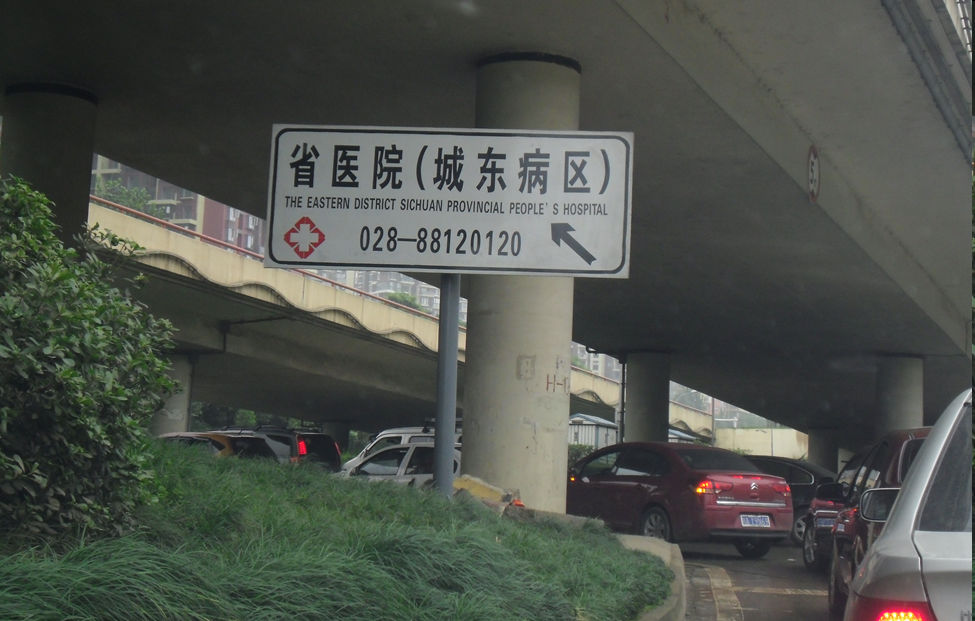 省医院(城东病区)
THE EASTERN DISTRICT SICHUAN PROVINCIAL PEOPLE'S HOSPITAL
028—88120120